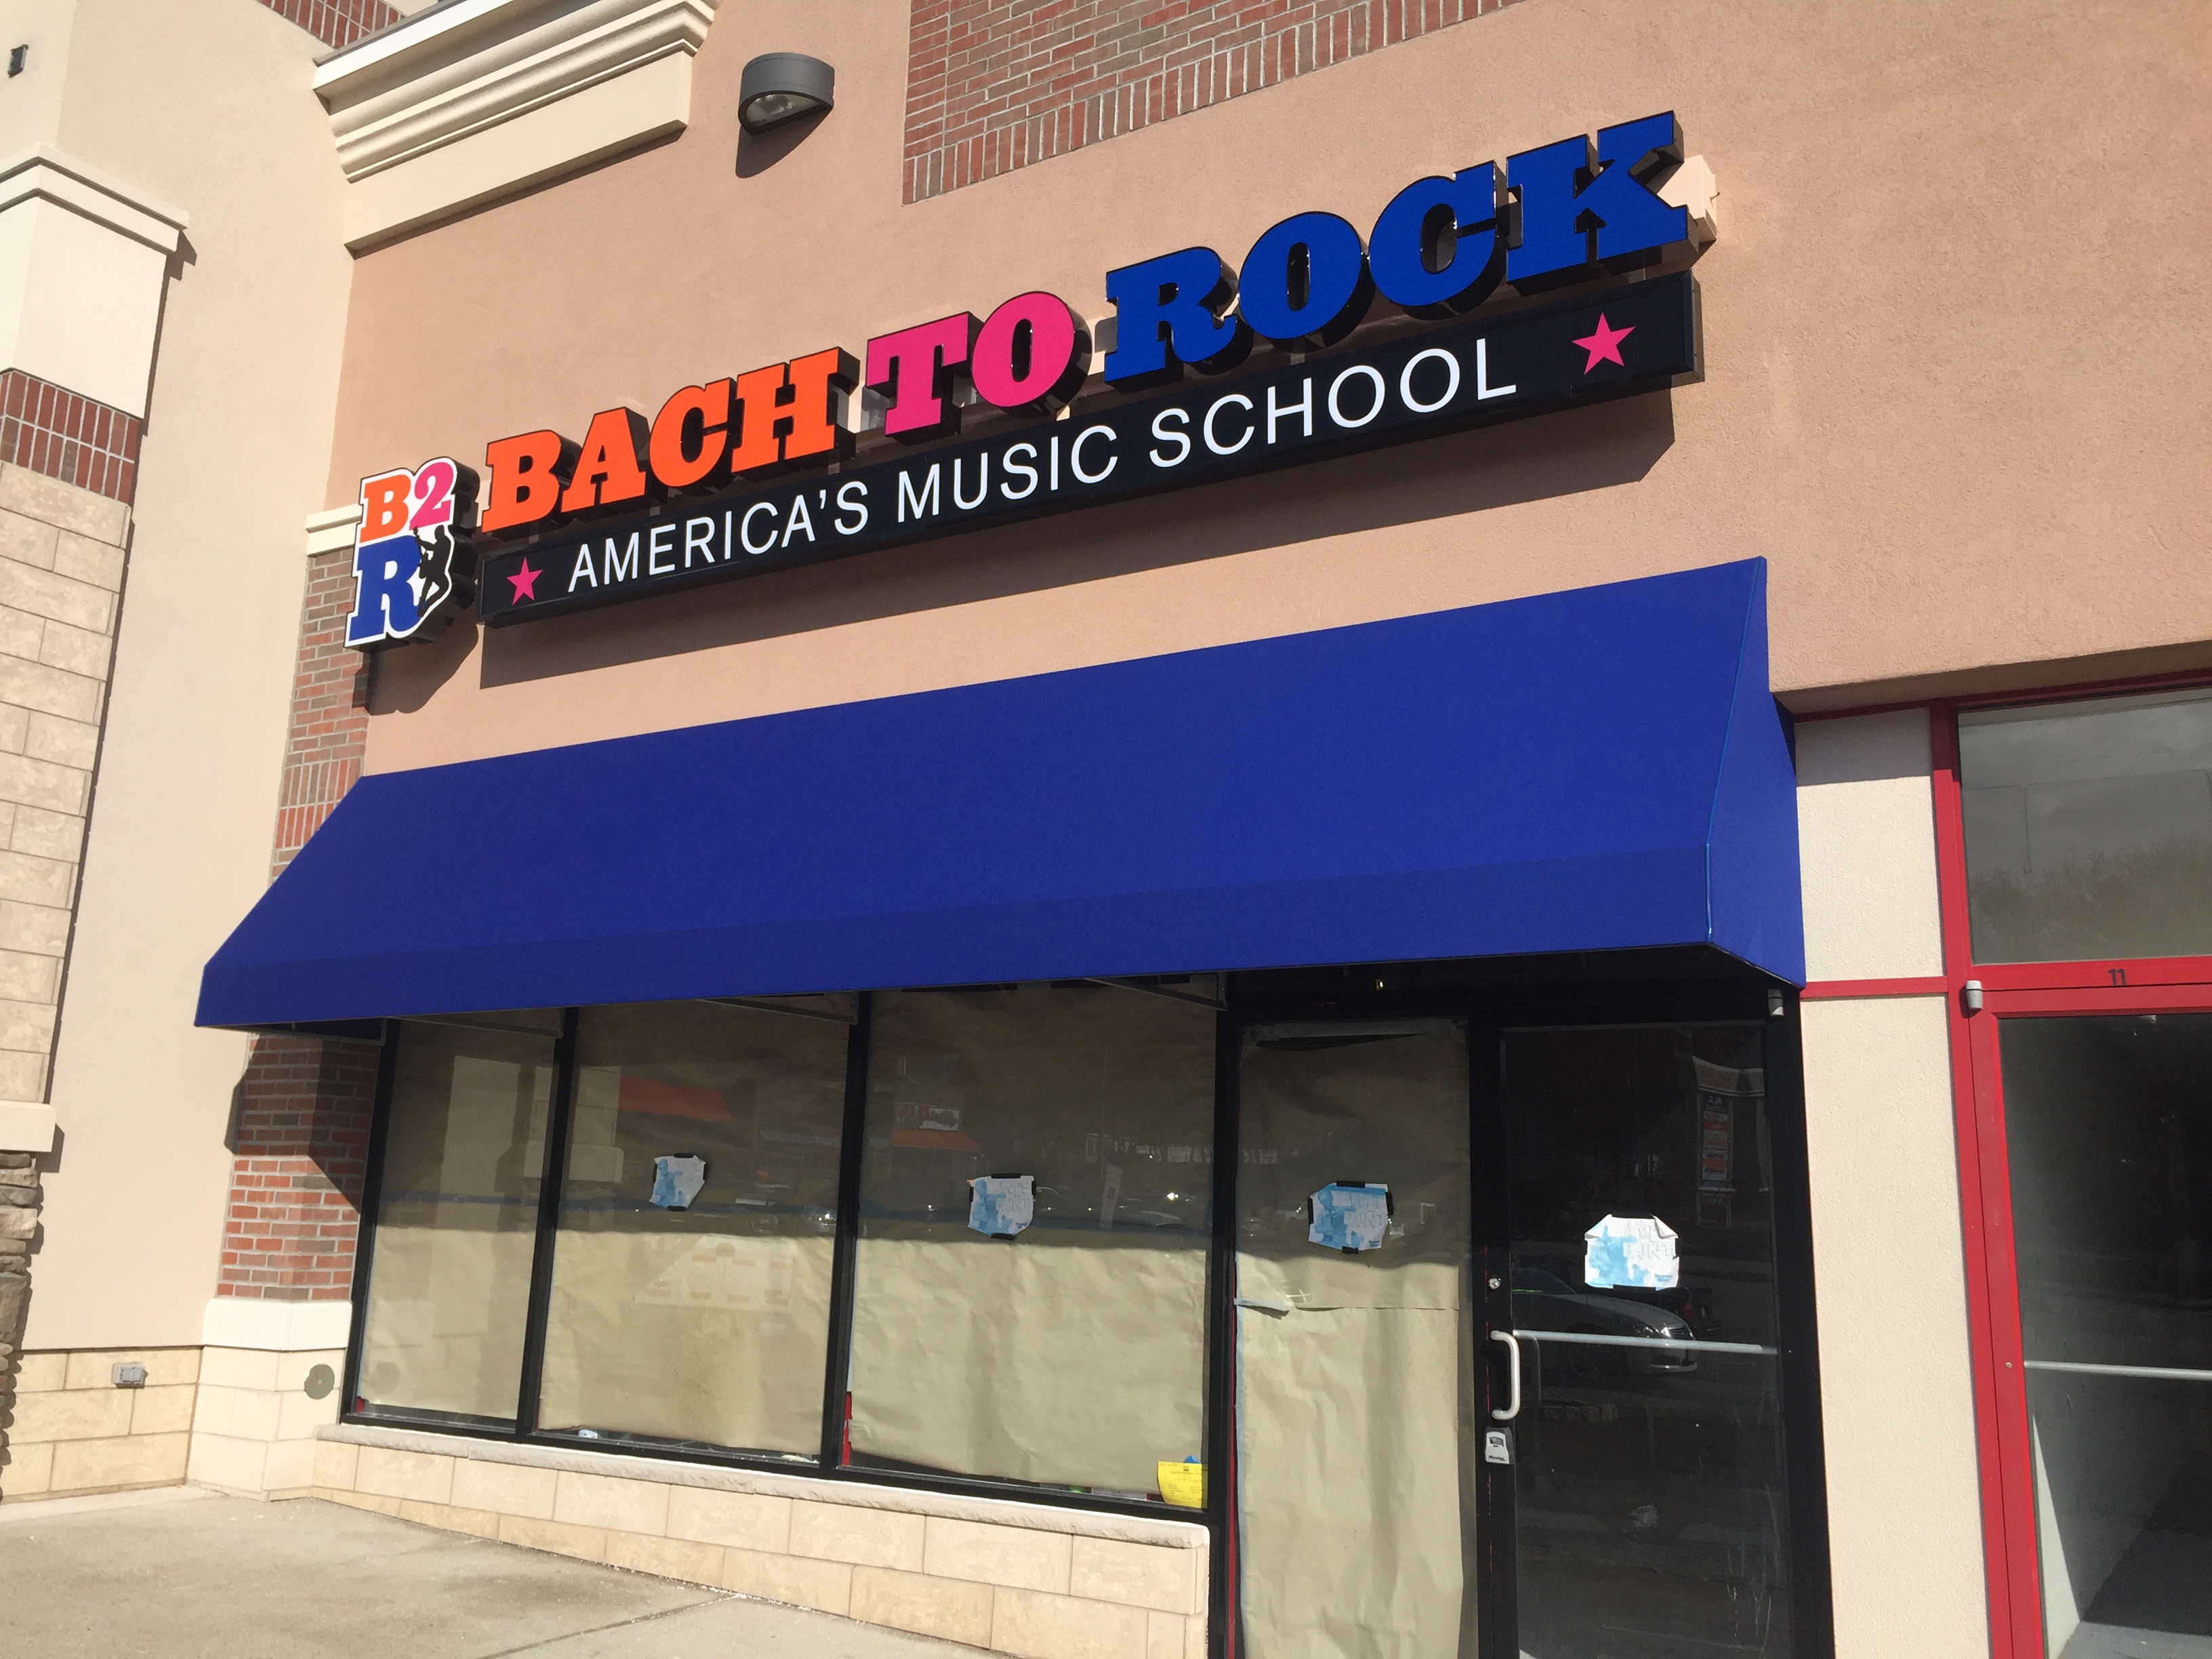 B2
R
BACH TO ROCK
AMERICA'S MUSIC SCHOOL
11